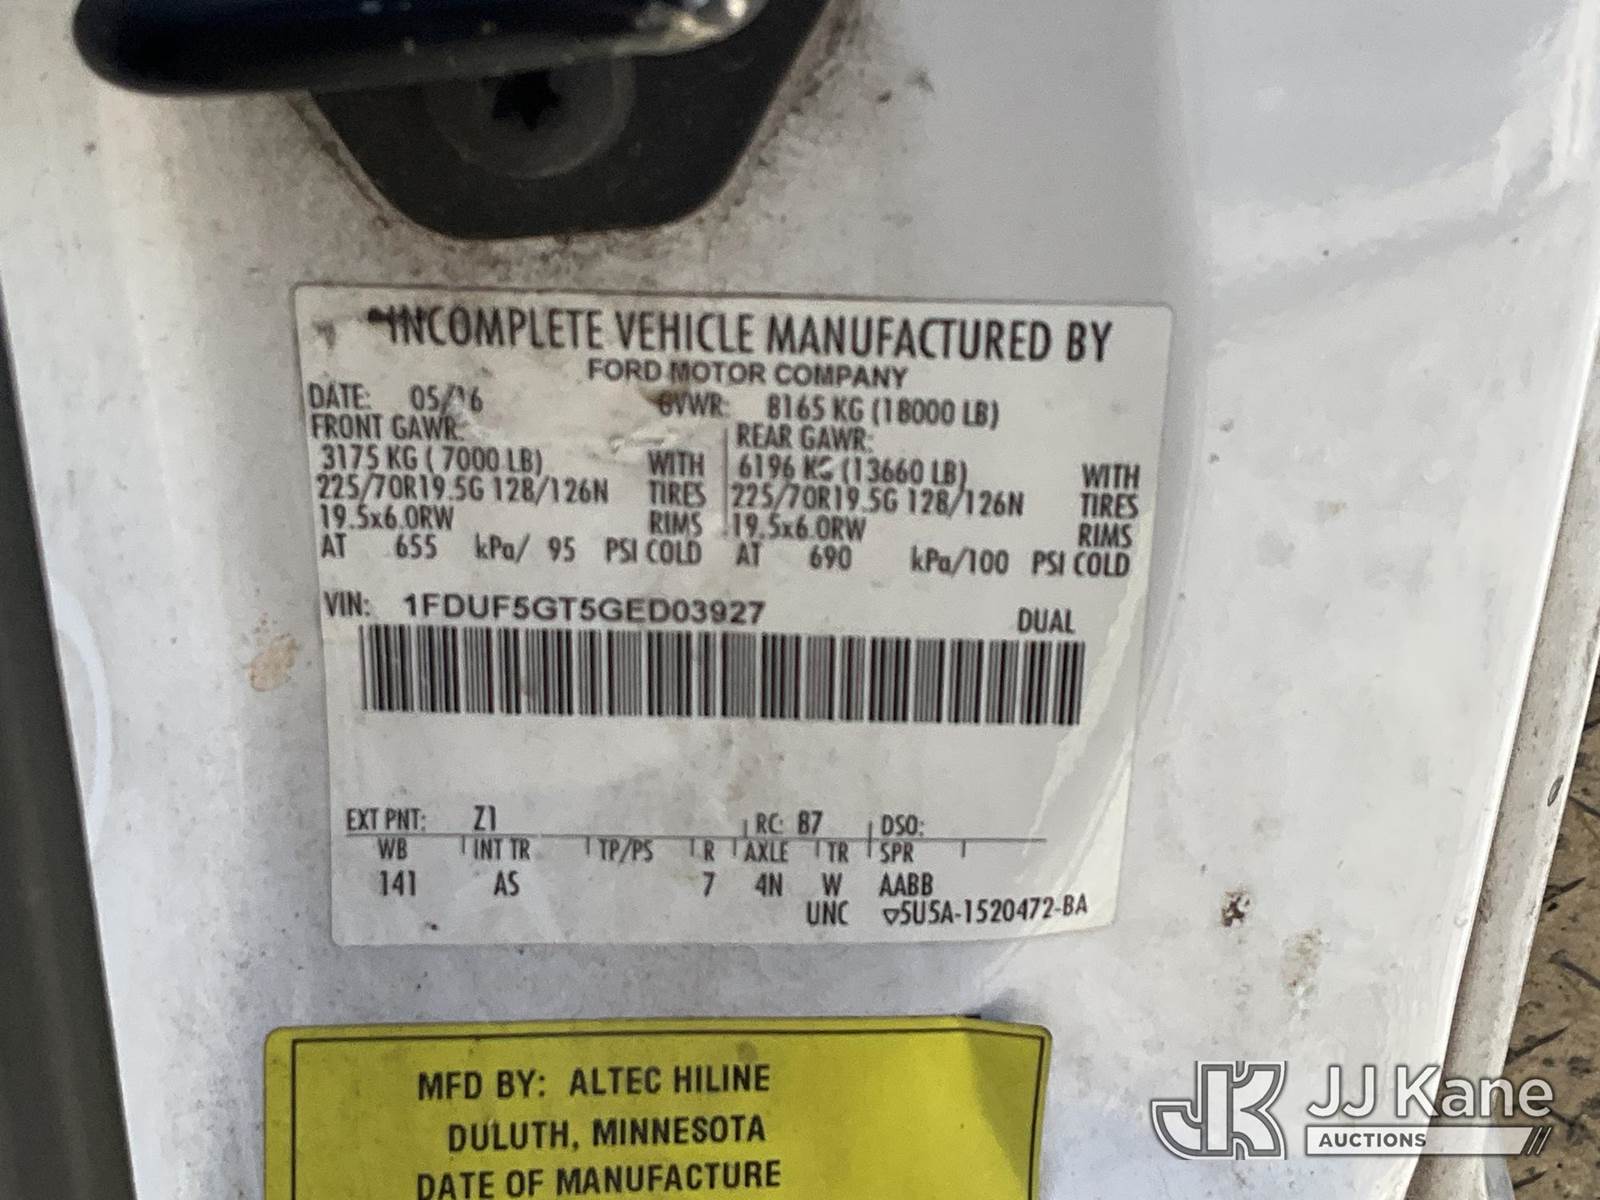 *INCOMPLETE VEHICLE MANUFACTURED BY
FORD MOTOR COMPANY
DATE: 05/16 GVWR: 8165 KG (18000 LB)
FRONT GAWR: REAR GAWR:
3175 KG ( 7000 LB) WITH 6196 KG (13660 LB) WITH
225/70R19.5G 128/126N TIRES 225/70R19.5G 128/126N TIRES
19.5x6.0RW RIMS 19.5x6.0RW RIMS
AT 655 kPa/ 95 PSI COLD AT 690 kPa/100 PSI COLD
VIN: 1FDUF5GT5GED03927 DUAL
EXT PNT: Z1 RC: 87 DSO:
WB INT TR TP/PS R AXLE TR SPR
141 AS 7 4N W AABB
UNC ▽5U5A-1520472-BA
MFD BY: ALTEC HILINE
DULUTH, MINNESOTA
DATE OF MANUFACTURE
JK JJ Kane
AUCTIONS